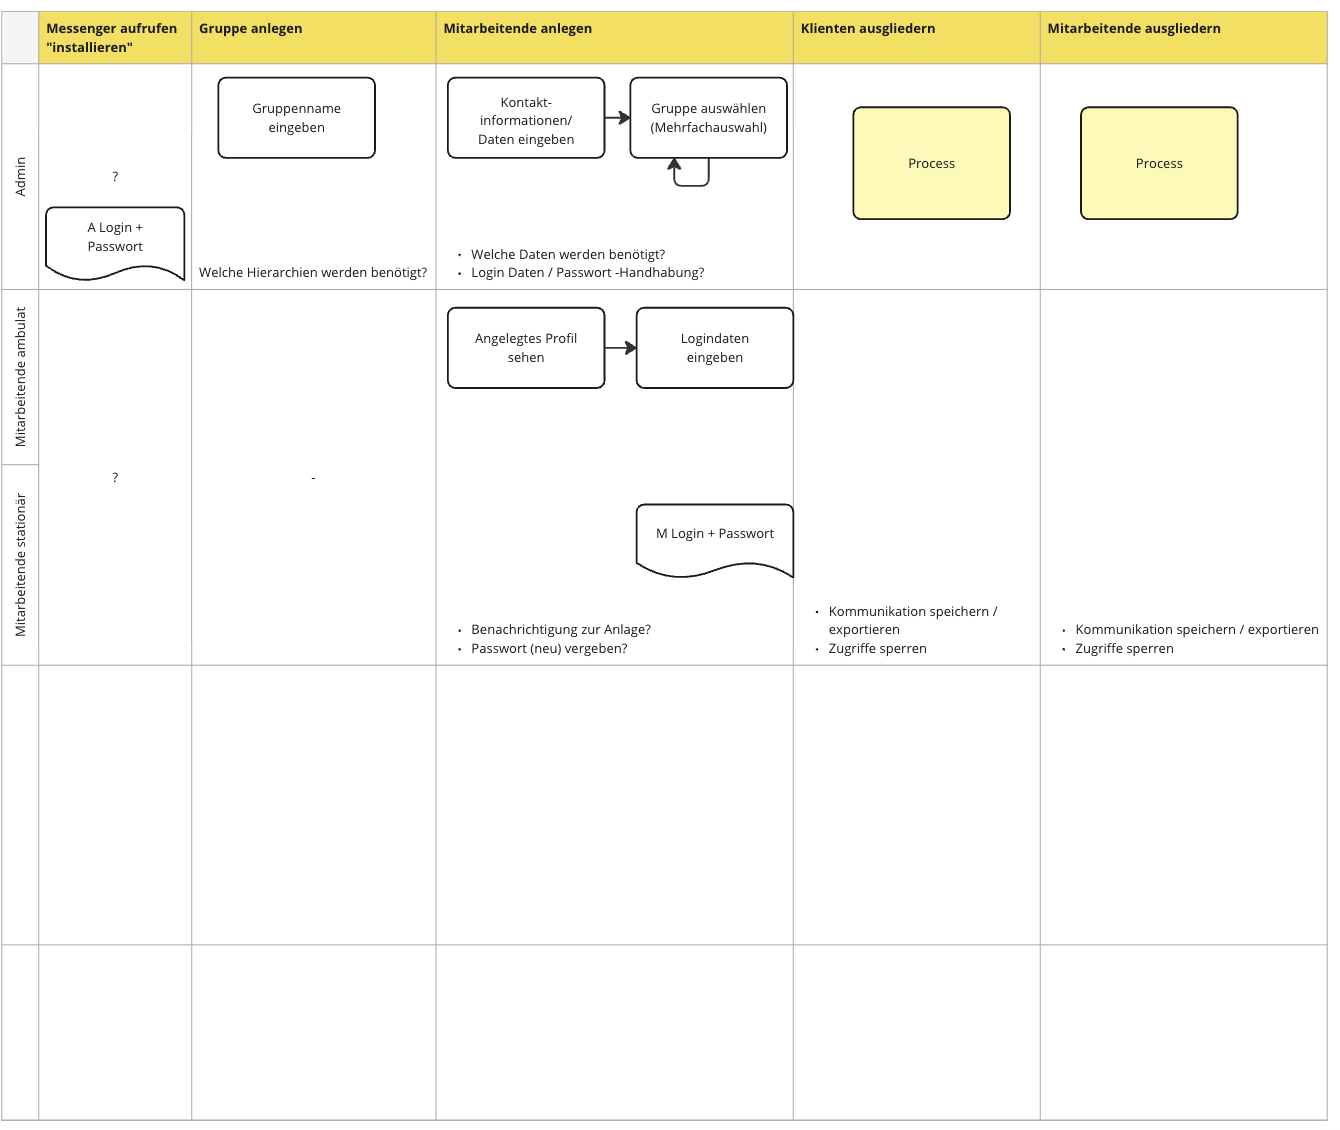 Messenger aufrufen
"installieren"
Gruppe anlegen
Mitarbeitende anlegen
Klienten ausgliedern
Mitarbeitende ausgliedern
Admin
?
A Login +
Passwort
Gruppenname
eingeben
Welche Hierarchien werden benötigt?
Kontakt-
informationen/
Daten eingeben
Gruppe auswählen
(Mehrfachauswahl)
• Welche Daten werden benötigt?
• Login Daten / Passwort -Handhabung?
Process
Process
Mitarbeitende ambulat
Mitarbeitende stationär
?
-
Angelegtes Profil
sehen
Logindaten
eingeben
M Login + Passwort
• Benachrichtigung zur Anlage?
• Passwort (neu) vergeben?
• Kommunikation speichern /
exportieren
• Zugriffe sperren
• Kommunikation speichern / exportieren
• Zugriffe sperren